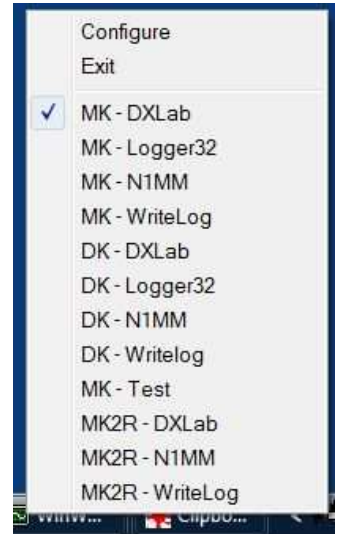 Configure
Exit
MK - DXLab
MK - Logger32
MK - N1MM
MK - WriteLog
DK - DXLab
DK - Logger32
DK - N1MM
DK - Writelog
MK - Test
MK2R - DXLab
MK2R - N1MM
MK2R - WriteLog
Clipbo...